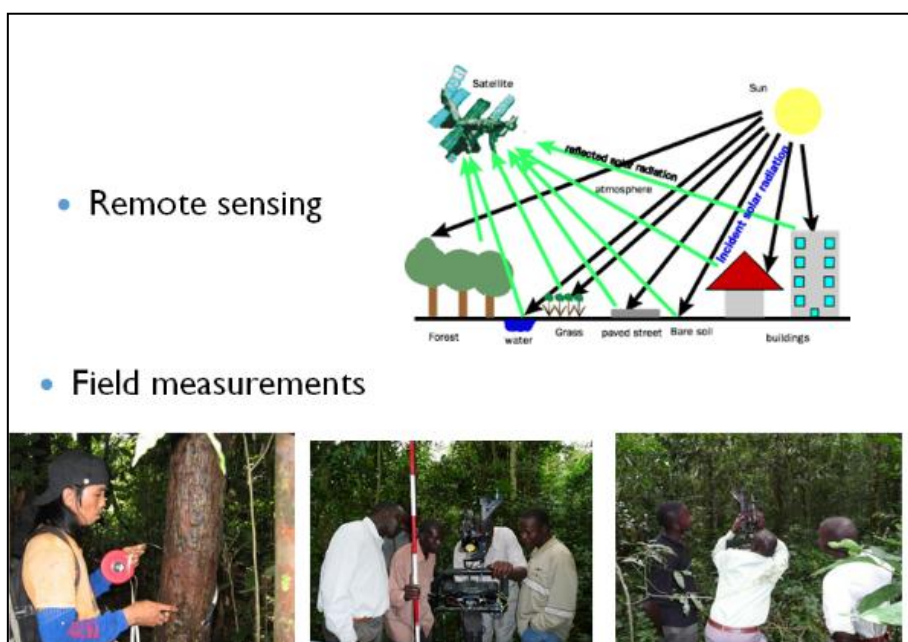 Satellite
Sun
reflected solar radiation
atmosphere
Incident solar radiation
• Remote sensing
Forest
water
Grass
paved street
Bare soil
buildings
• Field measurements